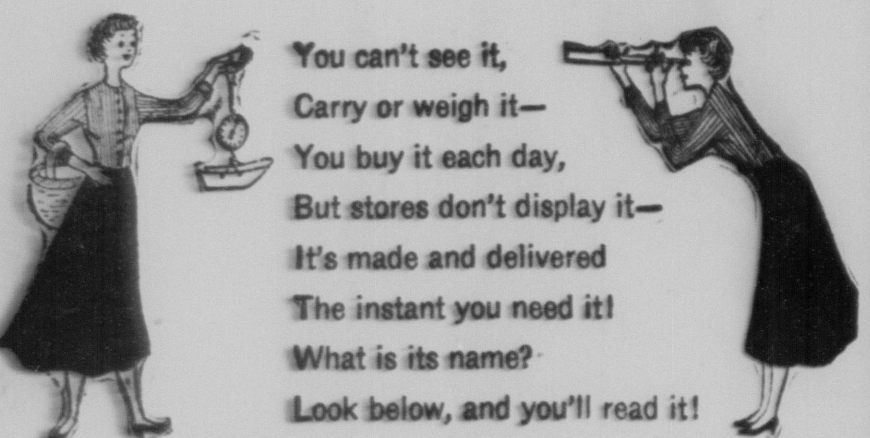 You can't see it,
Carry or weigh it—
You buy it each day,
But stores don't display it—
It's made and delivered
The instant you need it!
What is its name?
Look below, and you'll read it!